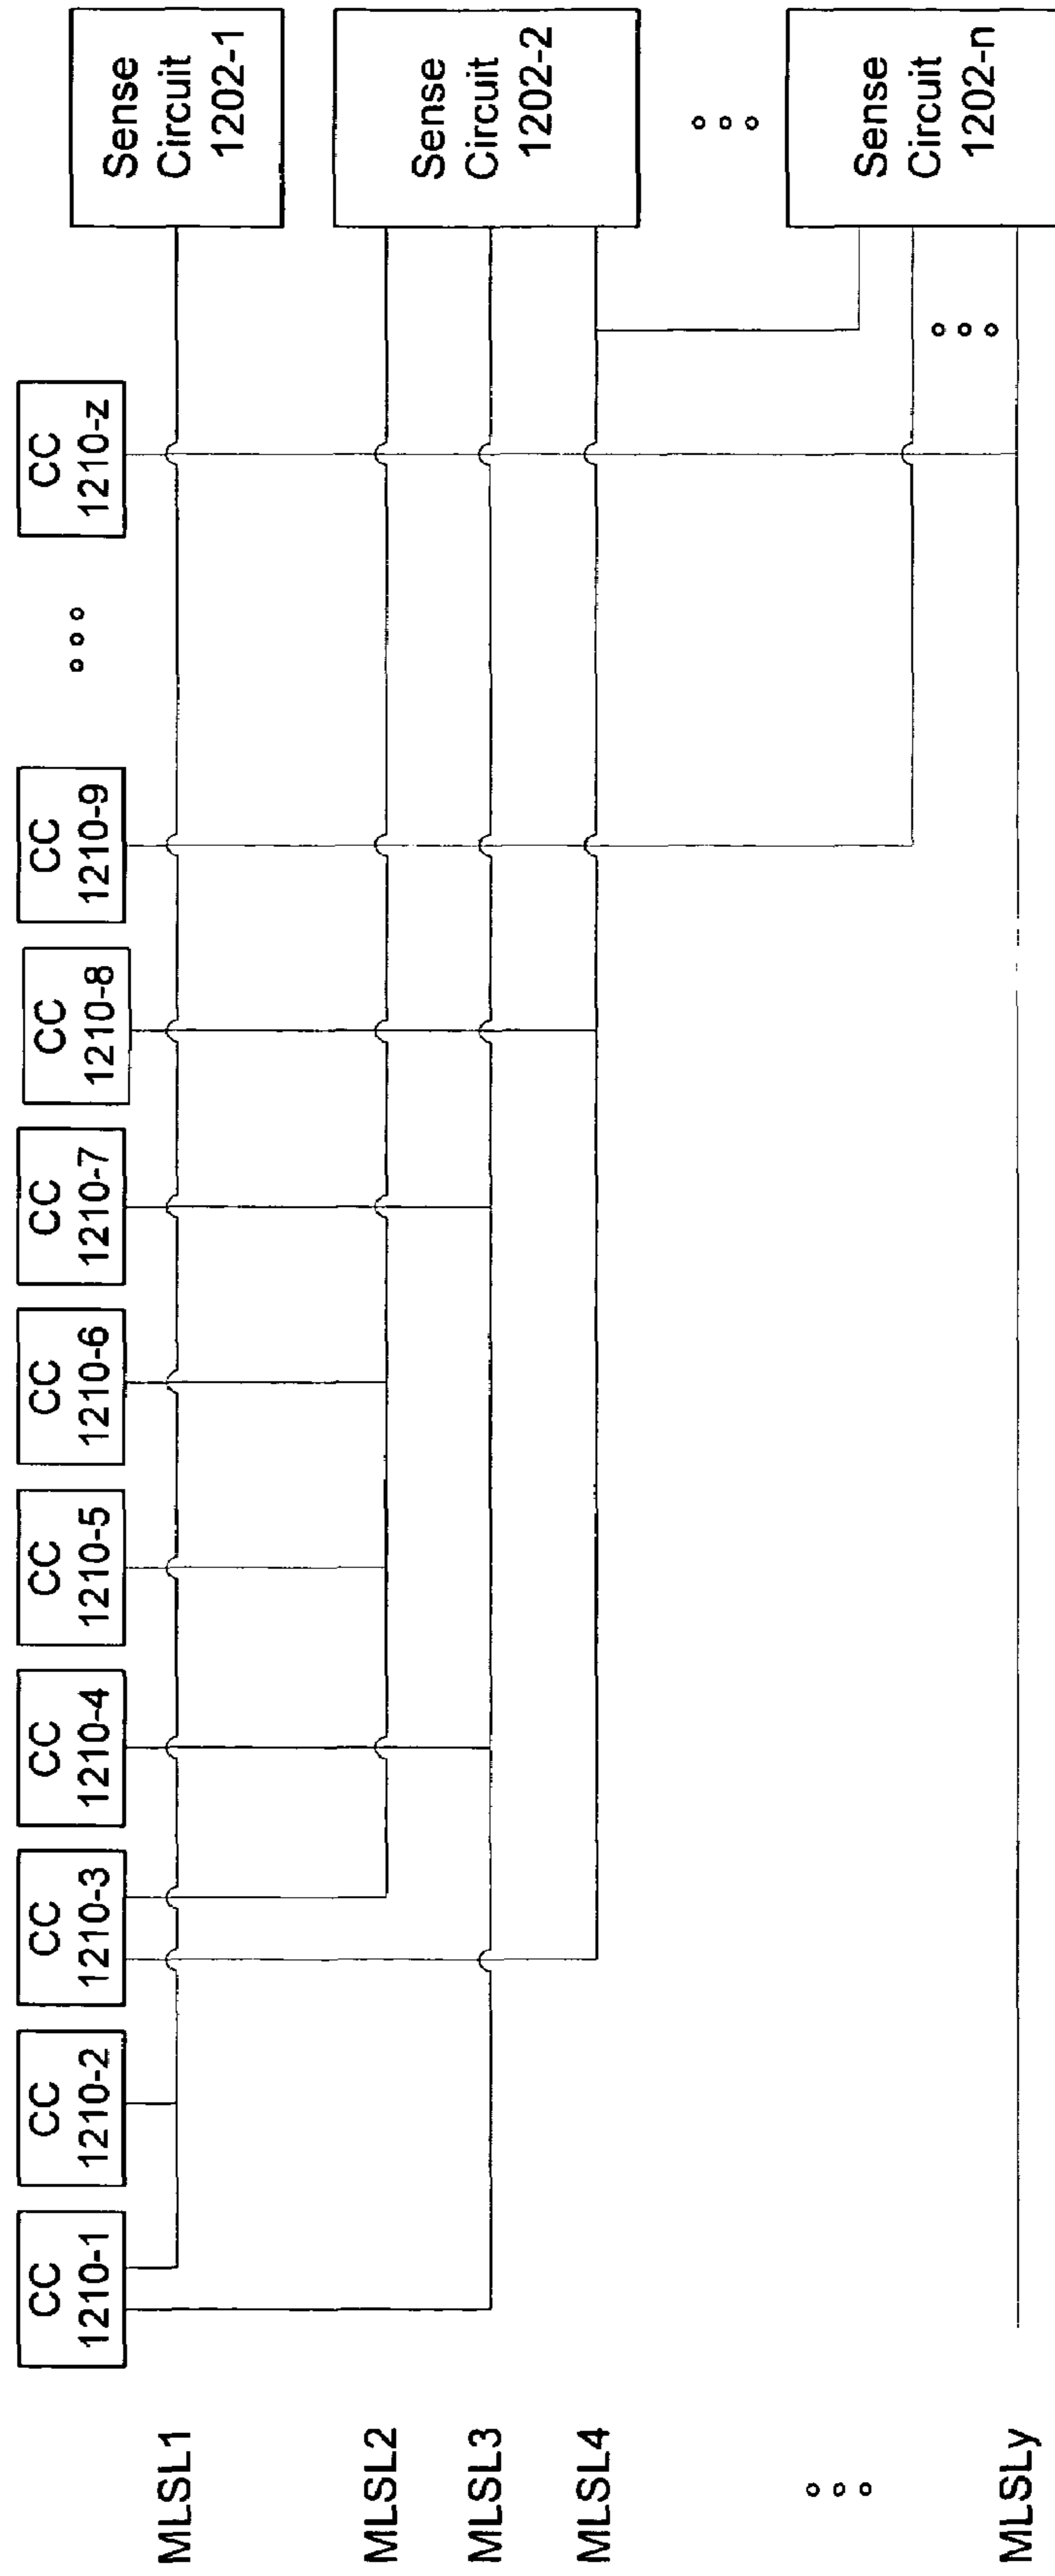 CC
1210-1
CC
1210-2
CC
1210-3
CC
1210-4
CC
1210-5
CC
1210-6
CC
1210-7
CC
1210-8
CC
1210-9
CC
1210-z
MLSL1
Sense
Circuit
1202-1
MLSL2
MLSL3
MLSL4
Sense
Circuit
1202-2
MLSLy
Sense
Circuit
1202-n